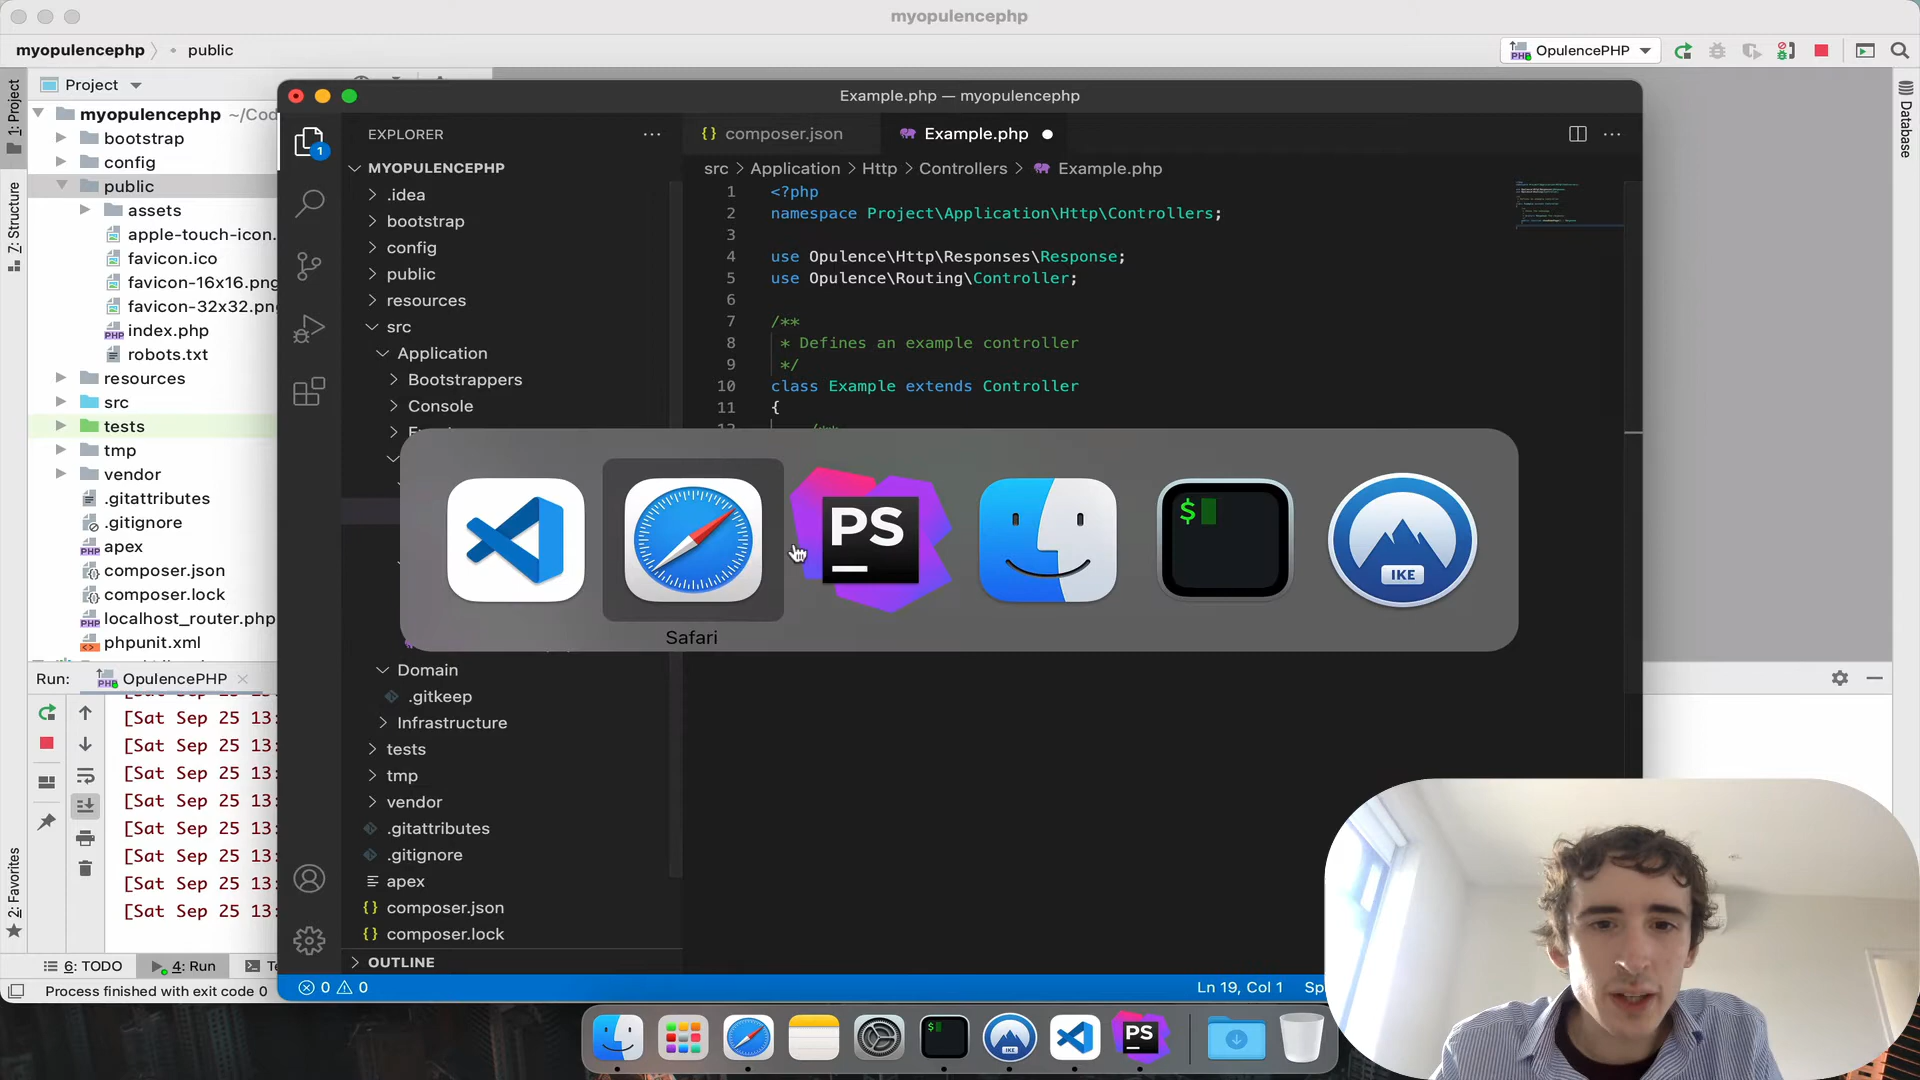 myopulencephp
myopulencephp
public
OpulencePHP
1: Project
7: Structure
2: Favorites
Database
Project
myopulencephp ~/Cod
bootstrap
config
public
assets
apple-touch-icon.
favicon.ico
favicon-16x16.png
favicon-32x32.png
index.php
robots.txt
resources
src
tests
tmp
vendor
.gitattributes
.gitignore
apex
composer.json
composer.lock
localhost_router.php
phpunit.xml
Run:
OpulencePHP
[Sat Sep 25 13:
[Sat Sep 25 13:
[Sat Sep 25 13:
[Sat Sep 25 13:
[Sat Sep 25 13:
[Sat Sep 25 13:
[Sat Sep 25 13:
[Sat Sep 25 13:
6: TODO
4: Run
Process finished with exit code 0
Example.php — myopulencephp
EXPLORER
1
MYOPULENCEPHP
.idea
bootstrap
config
public
resources
src
Application
Bootstrappers
Console
Domain
.gitkeep
Infrastructure
tests
tmp
vendor
.gitattributes
.gitignore
apex
composer.json
composer.lock
OUTLINE
composer.json
Example.php
src > Application > Http > Controllers > Example.php
1 <?php
2 namespace Project\Application\Http\Controllers;
3
4 use Opulence\Http\Responses\Response;
5 use Opulence\Routing\Controller;
6
7 /**
8 * Defines an example controller
9 */
10 class Example extends Controller
11 {
12 /**
PS
$
IKE
Safari
0 0
Ln 19, Col 1
$
IKE
PS